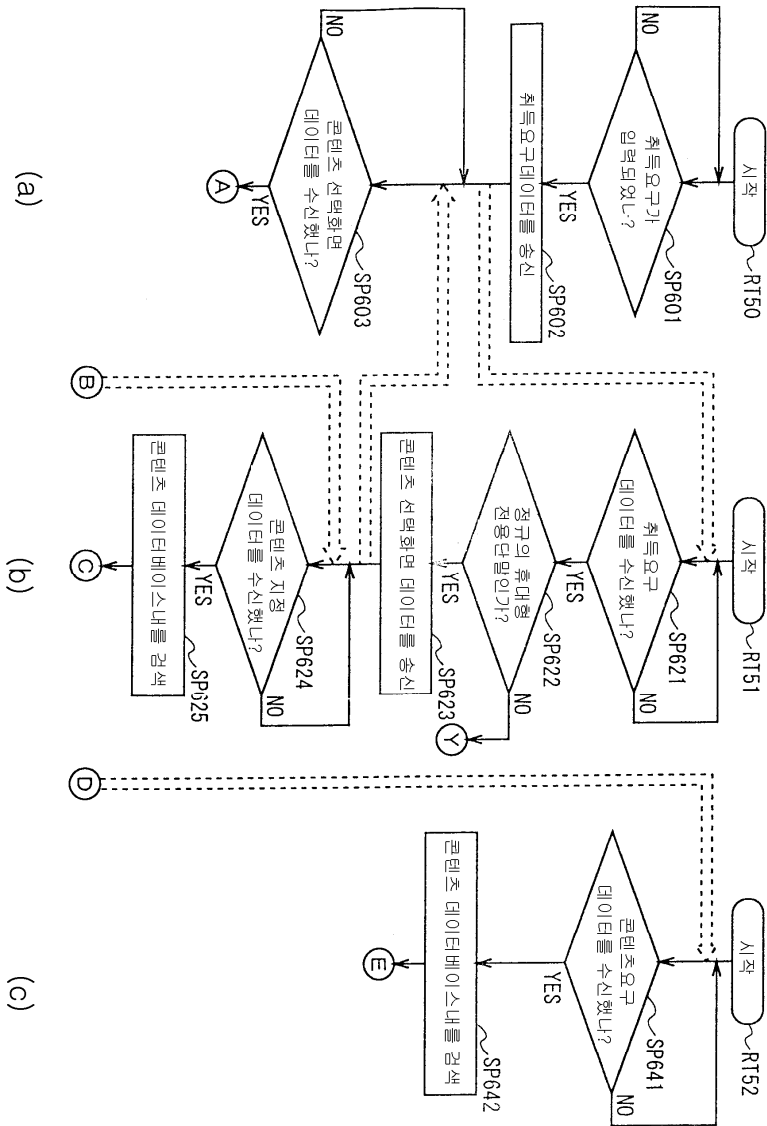 시작
RT50
취득요구가
입력되었나?
SP601
NO
YES
취득요구데이터를 송신
SP602
콘텐츠 선택화면
데이터를 수신했나?
SP603
NO
YES
A
(a)
시작
RT51
취득요구
데이터를 수신했나?
SP621
NO
YES
정규의 휴대형
전용단말인가?
SP622
NO
Y
YES
콘텐츠 선택화면 데이터를 송신
SP623
B
콘텐츠 지정
데이터를 수신했나?
SP624
NO
YES
콘텐츠 데이터베이스내를 검색
SP625
C
(b)
시작
RT52
콘텐츠요구
데이터를 수신했나?
SP641
NO
YES
콘텐츠 데이터베이스내를 검색
SP642
D
E
(c)